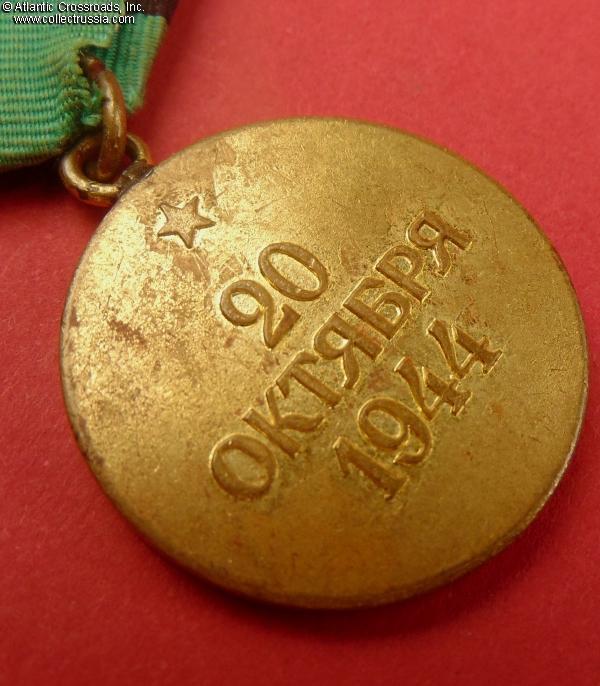 © Atlantic Crossroads, Inc.
www.collectrussia.com
20
ОКТЯБРЯ
1944